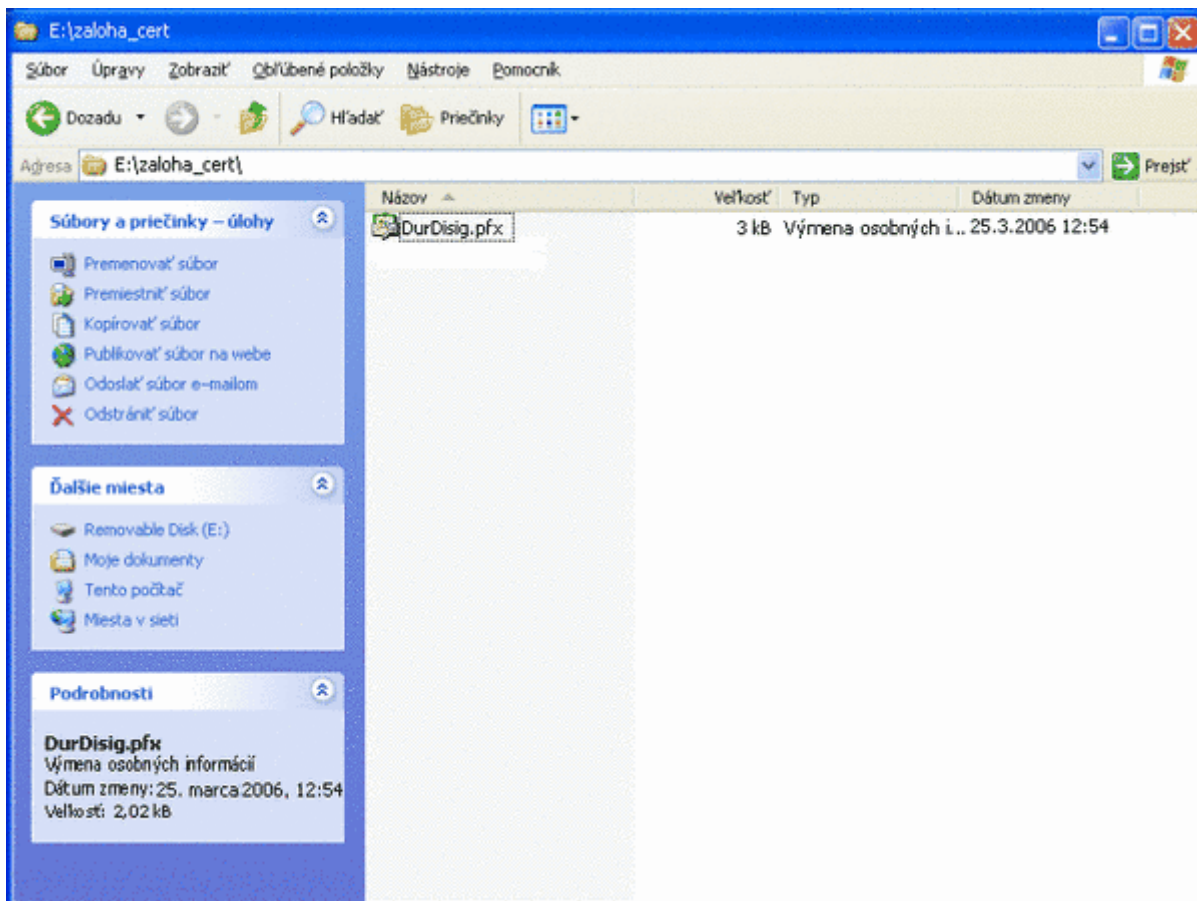 E:\zaloha_cert
Súbor Úpravy Zobraziť Obľúbené položky Nástroje Pomocník
Dozadu Hľadať Priečinky
Adresa E:\zaloha_cert\ Prejsť
Názov Veľkosť Typ Dátum zmeny
DurDisig.pfx 3 kB Výmena osobných i... 25.3.2006 12:54
Súbory a priečinky – úlohy
Premenovať súbor
Premiestniť súbor
Kopírovať súbor
Publikovať súbor na webe
Odoslať súbor e-mailom
Odstrániť súbor
Ďalšie miesta
Removable Disk (E:)
Moje dokumenty
Tento počítač
Miesta v sieti
Podrobnosti
DurDisig.pfx
Výmena osobných informácií
Dátum zmeny: 25. marca 2006, 12:54
Veľkosť: 2,02 kB